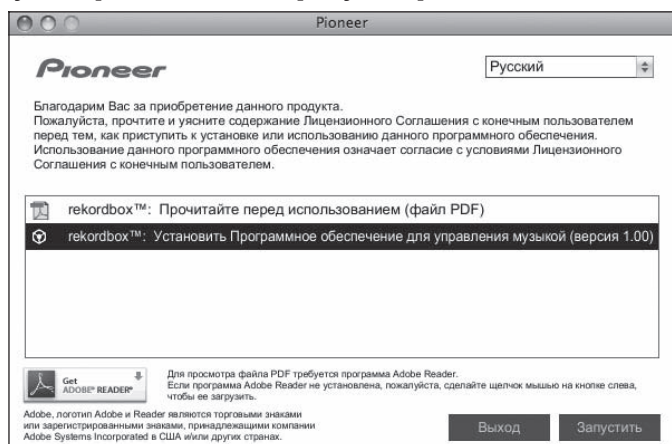 Pioneer
Pioneer
Русский
Благодарим Вас за приобретение данного продукта.
Пожалуйста, прочтите и уясните содержание Лицензионного Соглашения с конечным пользователем
перед тем, как приступить к установке или использованию данного программного обеспечения.
Использование данного программного обеспечения означает согласие с условиями Лицензионного
Соглашения с конечным пользователем.
rekordbox™: Прочитайте перед использованием (файл PDF)
rekordbox™: Установить Программное обеспечение для управления музыкой (версия 1.00)
Get
ADOBE® READER®
Для просмотра файла PDF требуется программа Adobe Reader.
Если программа Adobe Reader не установлена, пожалуйста, сделайте щелчок мышью на кнопке слева,
чтобы ее загрузить.
Adobe, логотип Adobe и Reader являются торговыми знаками
или зарегистрированными знаками, принадлежащими компании
Adobe Systems Incorporated в США и/или других странах.
Выход
Запустить